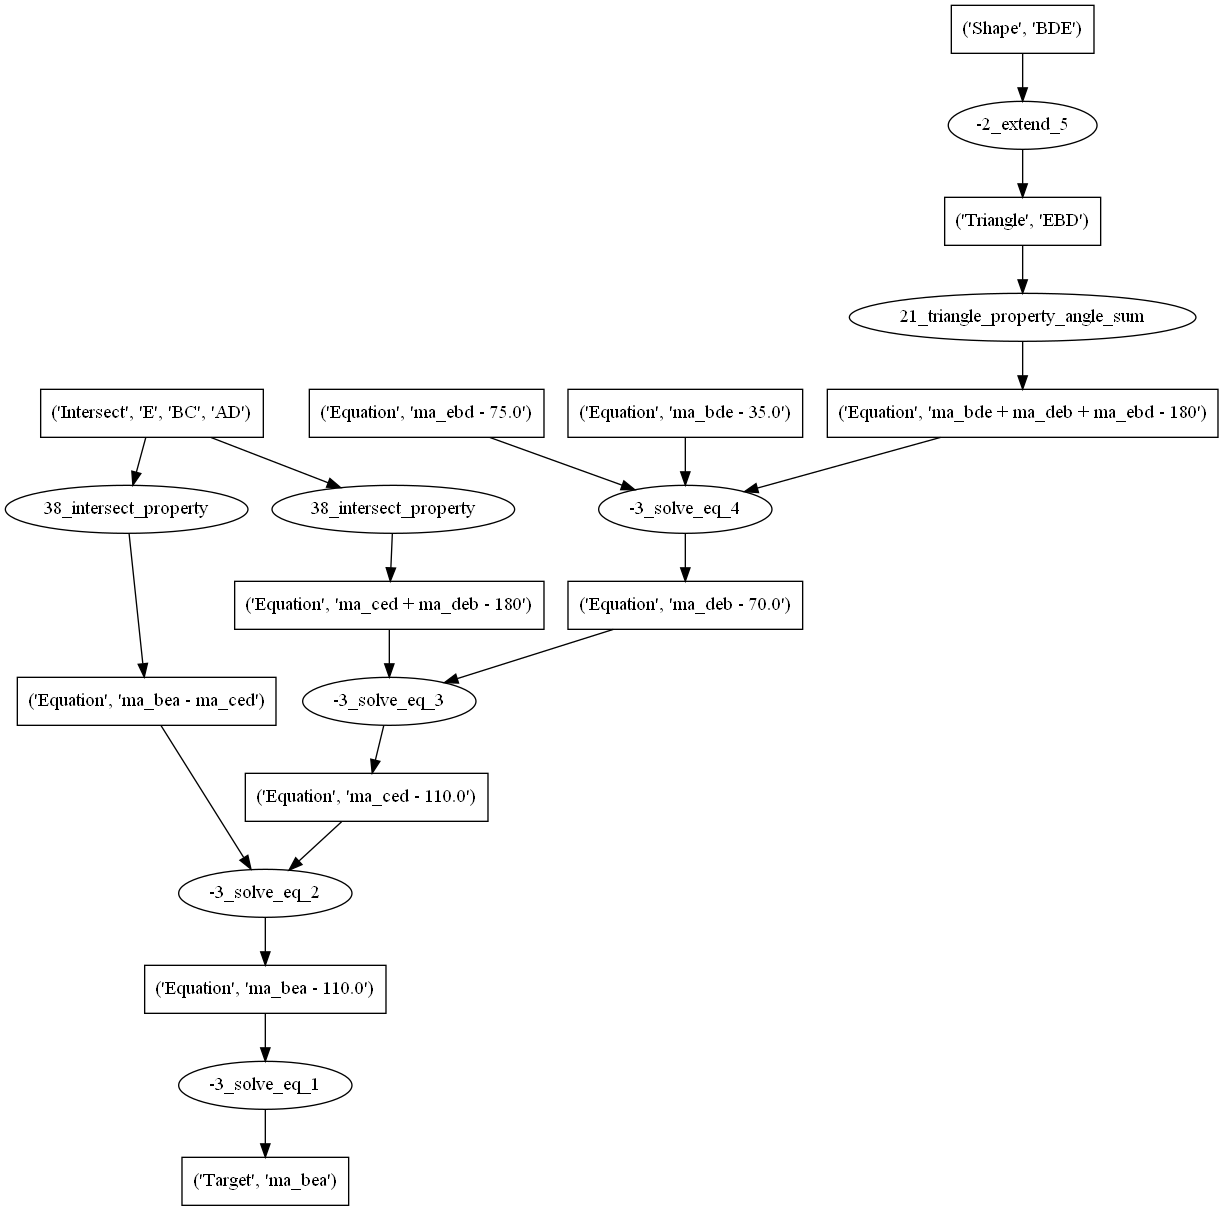 ('Shape', 'BDE')
-2_extend_5
('Triangle', 'EBD')
21_triangle_property_angle_sum
('Intersect', 'E', 'BC', 'AD')
('Equation', 'ma_ebd - 75.0')
('Equation', 'ma_bde - 35.0')
('Equation', 'ma_bde + ma_deb + ma_ebd - 180')
38_intersect_property
38_intersect_property
-3_solve_eq_4
('Equation', 'ma_ced + ma_deb - 180')
('Equation', 'ma_deb - 70.0')
('Equation', 'ma_bea - ma_ced')
-3_solve_eq_3
('Equation', 'ma_ced - 110.0')
-3_solve_eq_2
('Equation', 'ma_bea - 110.0')
-3_solve_eq_1
('Target', 'ma_bea')